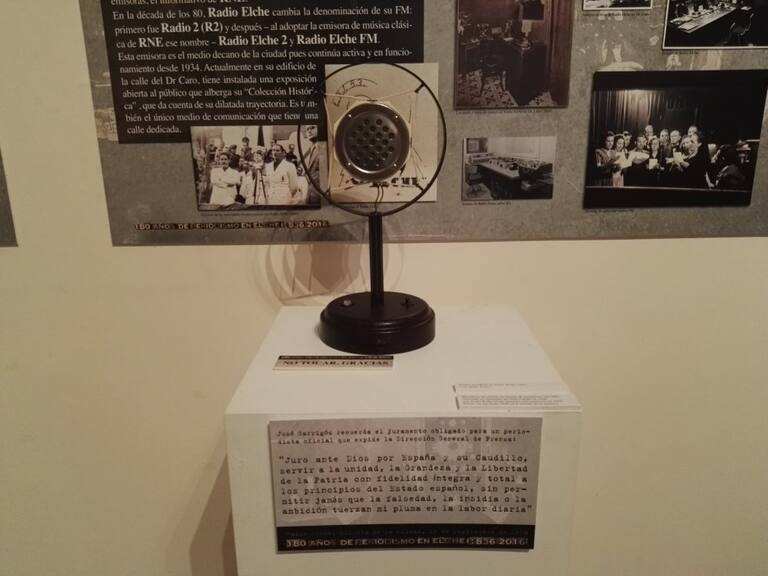 emisoras, el informativo de RNE.
En la década de los 80, Radio Elche cambia la denominación de su FM:
primero fue Radio 2 (R2) y después – al adoptar la emisora de música clási-
ca de RNE ese nombre – Radio Elche 2 y Radio Elche FM.
Esta emisora es el medio decano de la ciudad pues continúa activa y en funcio-
namiento desde 1934. Actualmente en su edificio de
la calle del Dr Caro, tiene instalada una exposición
abierta al público que alberga su "Colección Históri-
ca", que da cuenta de su dilatada trayectoria. Es tam-
bién el único medio de comunicación que tiene una
calle dedicada.
180 AÑOS DE PERIODISMO EN ELCHE 1836 2016
NO TOCAR, GRACIAS
José Garrigós recuerda el juramento obligado para un perio-
dista oficial que expide la Dirección General de Prensa:
"Juro ante Dios por España y su Caudillo,
servir a la unidad, la Grandeza y la Libertad
de la Patria con fidelidad íntegra y total a
los principios del Estado español, sin per-
mitir jamás que la falsedad, la insidia o la
ambición tuerzan mi pluma en la labor diaria"
180 AÑOS DE PERIODISMO EN ELCHE 1836 2016